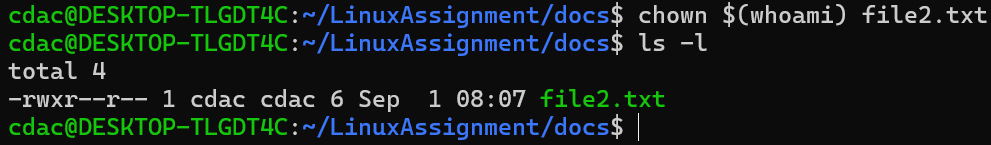 cdac@DESKTOP-TLGDT4C:~/LinuxAssignment/docs$ chown $(whoami) file2.txt
cdac@DESKTOP-TLGDT4C:~/LinuxAssignment/docs$ ls -l
total 4
-rwxr--r-- 1 cdac cdac 6 Sep  1 08:07 file2.txt
cdac@DESKTOP-TLGDT4C:~/LinuxAssignment/docs$